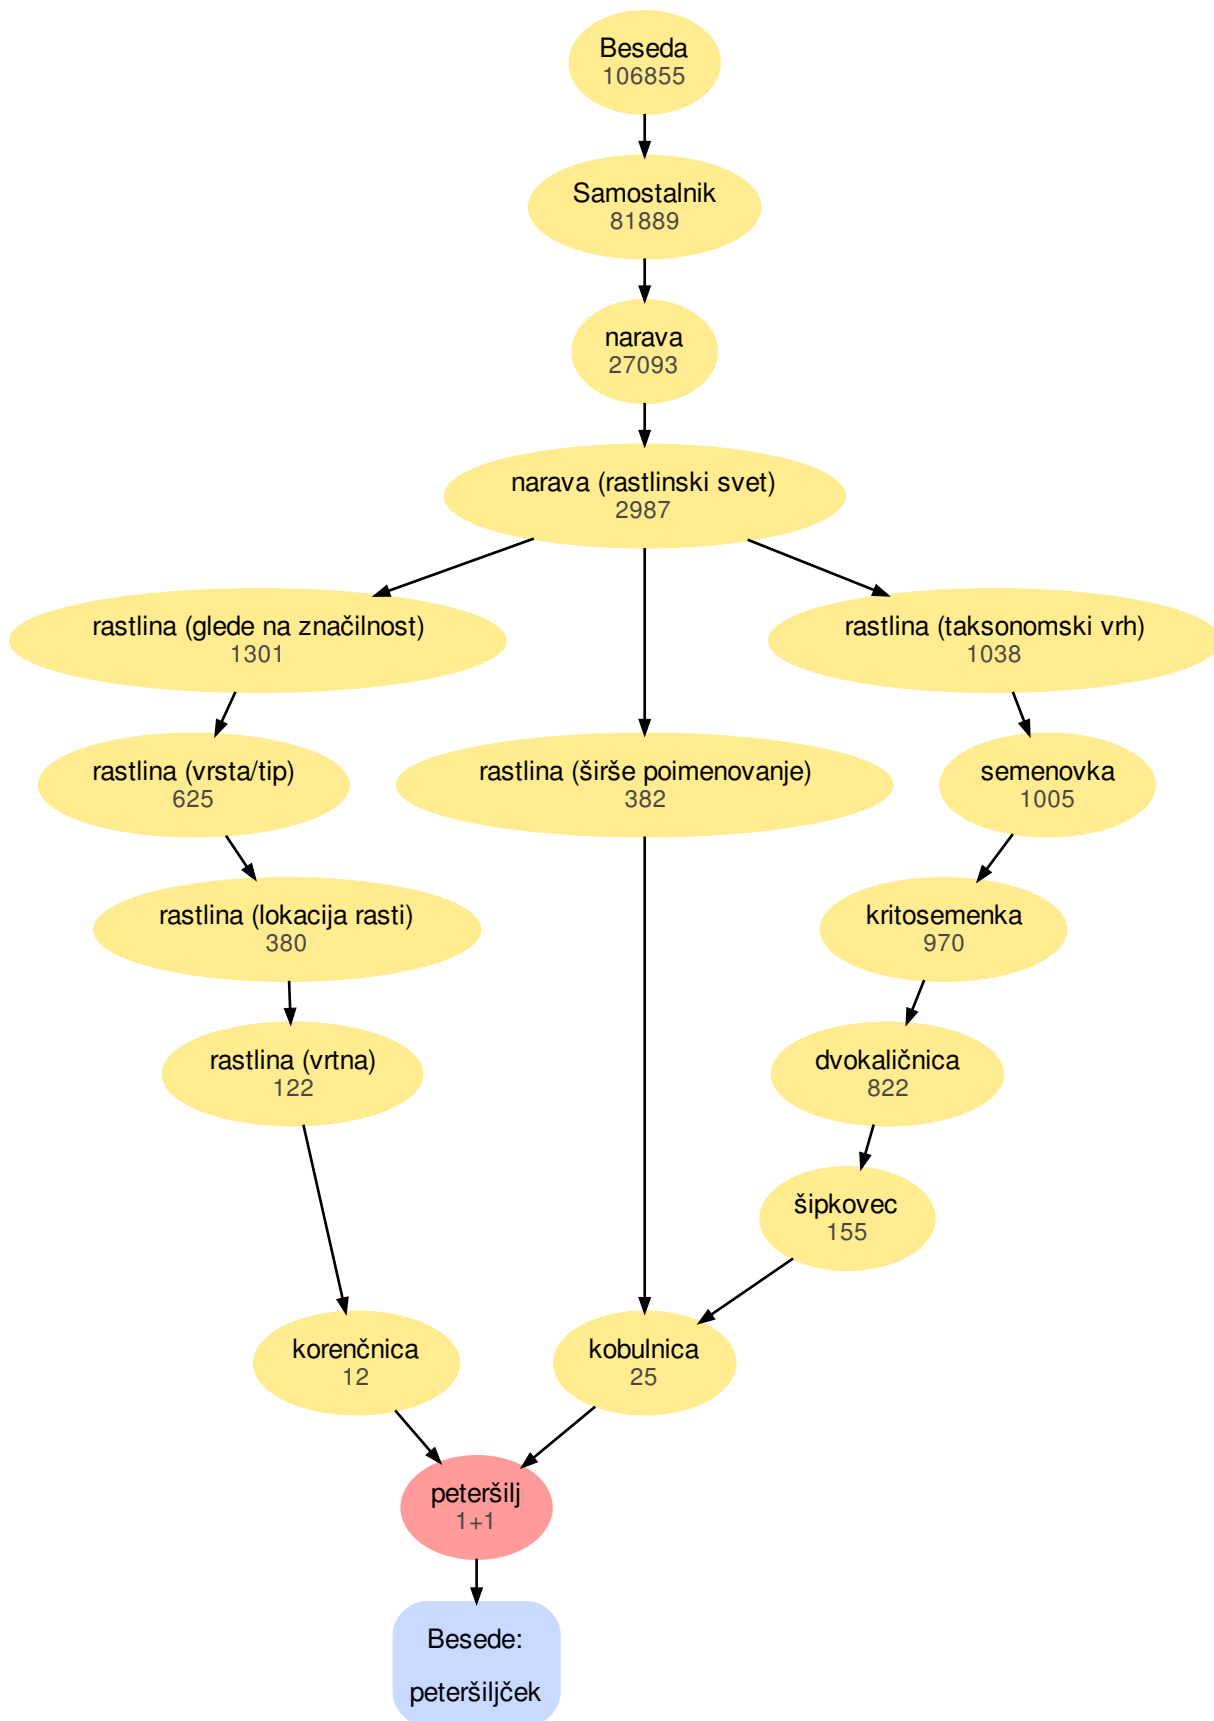 Beseda
106855
Samostalnik
81889
narava
27093
narava (rastlinski svet)
2987
rastlina (glede na značilnost)
1301
rastlina (taksonomski vrh)
1038
rastlina (vrsta/tip)
625
rastlina (širše poimenovanje)
382
semenovka
1005
rastlina (lokacija rasti)
380
kritosemenka
970
rastlina (vrtna)
122
dvokaličnica
822
šipkovec
155
korenčnica
12
kobulnica
25
peteršilj
1+1
Besede:
peteršiljček